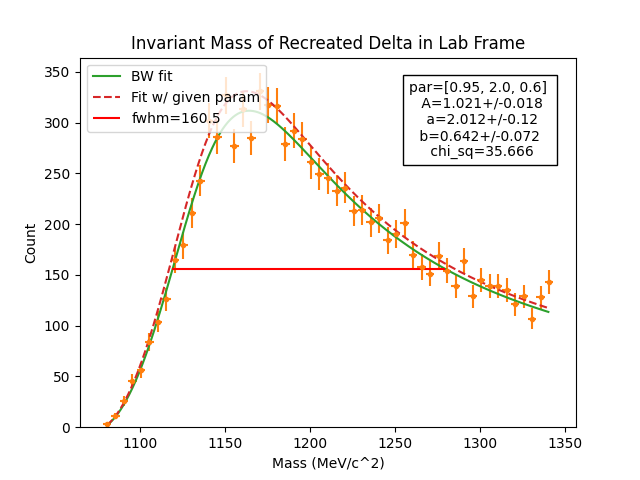 Invariant Mass of Recreated Delta in Lab Frame
BW fit
Fit w/ given param
fwhm=160.5
par=[0.95, 2.0, 0.6]
A=1.021+/-0.018
a=2.012+/-0.12
b=0.642+/-0.072
chi_sq=35.666
350
300
250
200
150
100
50
0
Count
1100 1150 1200 1250 1300 1350
Mass (MeV/c^2)